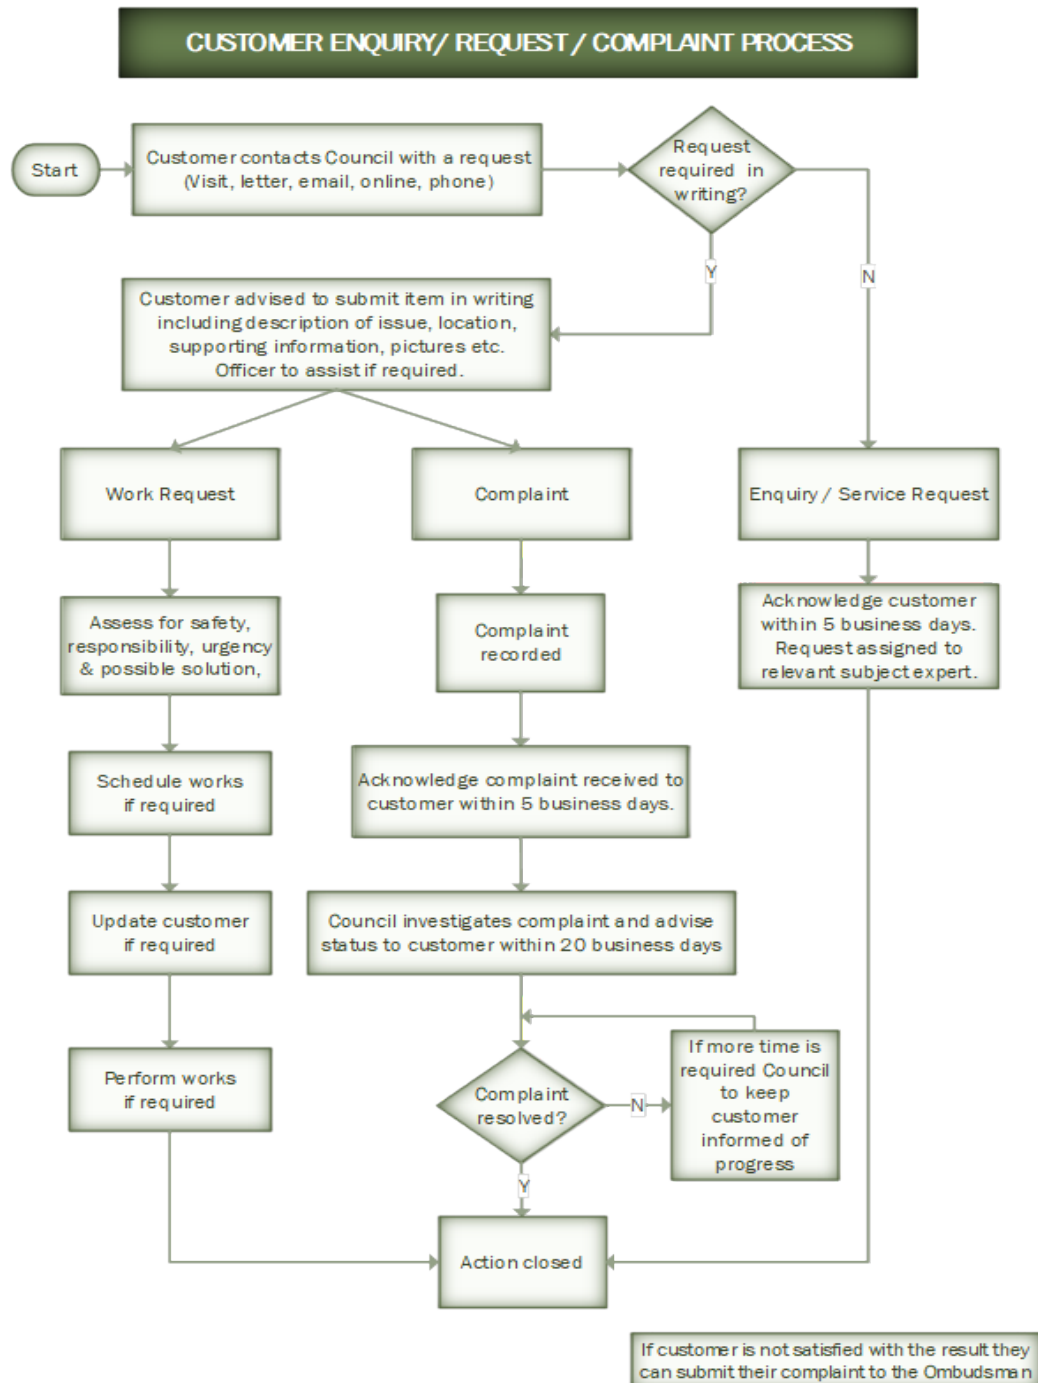 CUSTOMER ENQUIRY/ REQUEST / COMPLAINT PROCESS
Start
Customer contacts Council with a request
(Visit, letter, email, online, phone)
Request
required in
writing?
Y
N
Customer advised to submit item in writing
including description of issue, location,
supporting information, pictures etc.
Officer to assist if required.
Work Request
Complaint
Enquiry / Service Request
Assess for safety,
responsibility, urgency
& possible solution,
Complaint
recorded
Acknowledge customer
within 5 business days.
Request assigned to
relevant subject expert.
Schedule works
if required
Acknowledge complaint received to
customer within 5 business days.
Update customer
if required
Council investigates complaint and advise
status to customer within 20 business days
Perform works
if required
Complaint
resolved?
N
If more time is
required Council
to keep
customer
informed of
progress
Y
Action closed
If customer is not satisfied with the result they
can submit their complaint to the Ombudsman